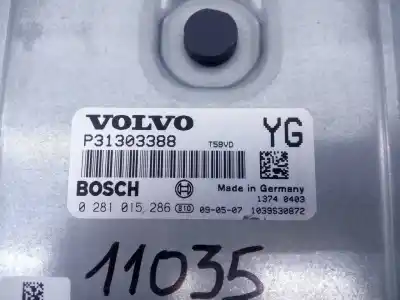 VOLVO
YG
P31303388
T5BVD
BOSCH
Made in Germany
1374 0403
0 281 015 286 E10 09-05-07 1039S30872
11035